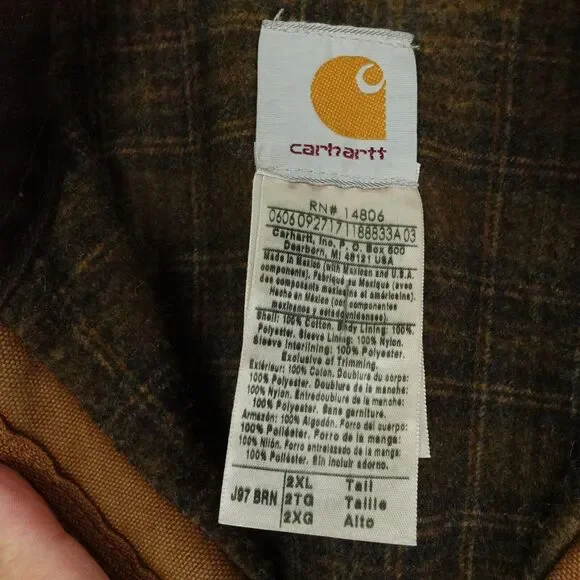 carhartt
RN# 14806
0606092717118883 3A03
Carhartt, Inc, P. O. Box 600
Dearborn, MI 48121 USA
Made in Mexico (with Mexican and U.S.A
components). Fabriqué au Mexique (avec
des composants mexicains et américains).
Hecho en México (con componentes
mexicanos y estadounidenses).
Shell: 100% Cotton. Body Lining: 100%
Polyester. Sleeve Lining: 100% Nylon.
Sleeve Interlining: 100% Polyester.
Exclusive of Trimming.
Extérieur: 100% Coton. Doublure du corps:
100% Polyester. Doublure de la manche:
100% Nylon. Entredoublure de la manche:
100% Polyester. Sans garniture.
Armazón: 100% Algodón. Forro del cuerpo:
100% Poliéster. Forro de la manga:
100% Nilón. Forro entretela de la manga:
100% Poliéster. Sin incluir adorno.
J97 BRN
2XL Tall
2TG Taille
2XG Alto